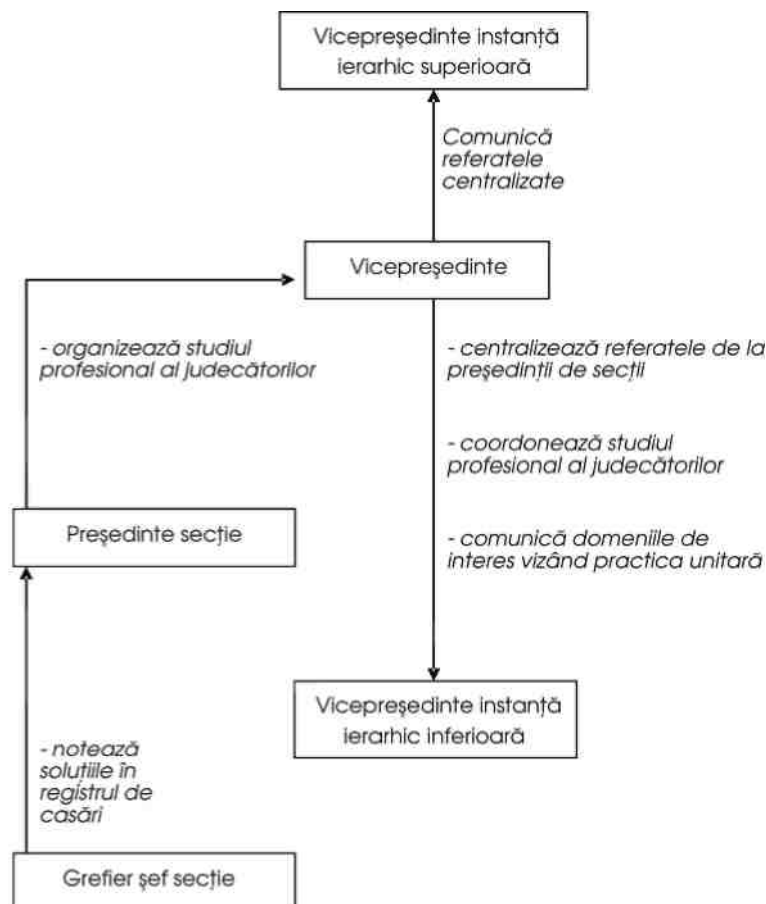 Vicepreşedinte instanţă
ierarhic superioară
Comunică
referatele
centralizate
Vicepreşedinte
- organizează studiul
profesional al judecătorilor
- centralizează referatele de la
preşedinţii de secţii
- coordonează studiul
profesional al judecătorilor
Preşedinte secţie
- comunică domeniile de
interes vizând practica unitară
Vicepreşedinte instanţă
ierarhic inferioară
- notează
soluţiile în
registrul de
casări
Grefier şef secţie